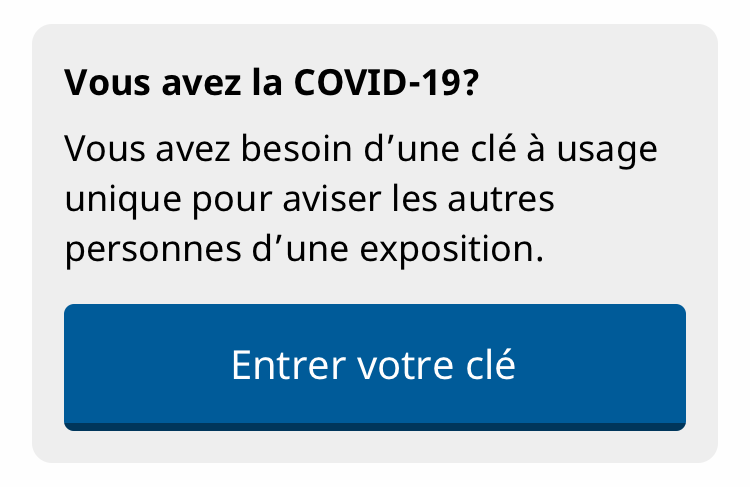 Vous avez la COVID-19?
Vous avez besoin d’une clé à usage
unique pour aviser les autres
personnes d’une exposition.
Entrer votre clé